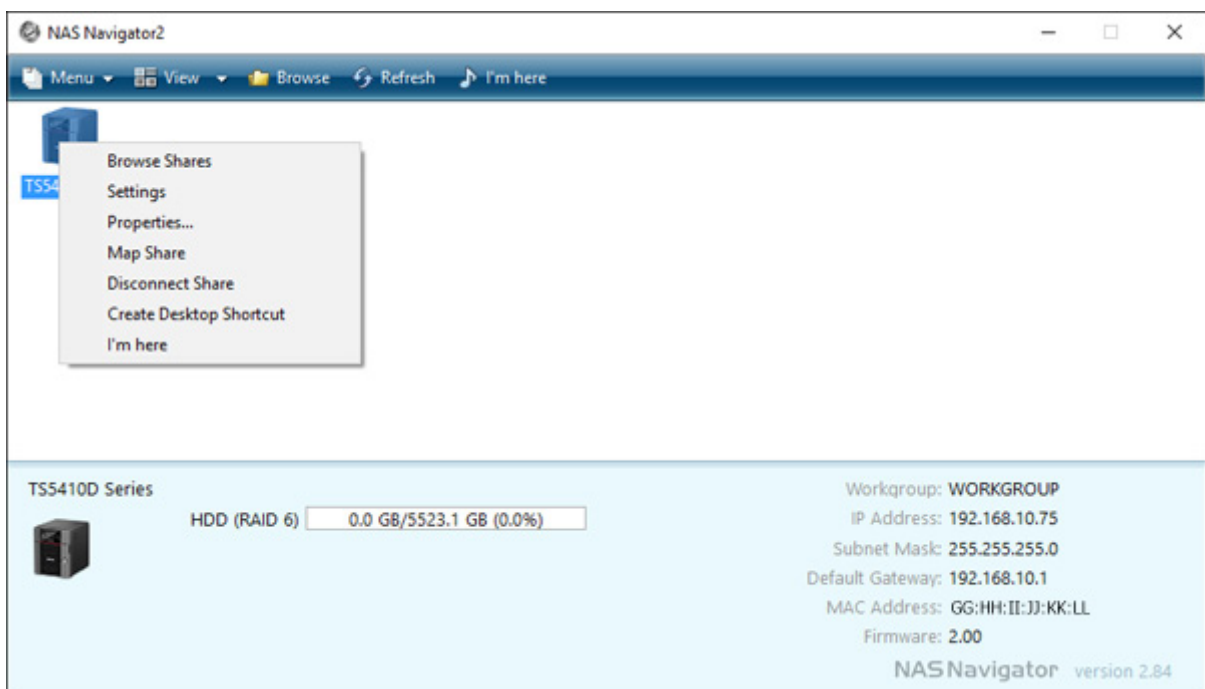 NAS Navigator2
Menu View Browse Refresh I'm here
TS54
Browse Shares
Settings
Properties...
Map Share
Disconnect Share
Create Desktop Shortcut
I'm here
TS5410D Series
HDD (RAID 6) 0.0 GB/5523.1 GB (0.0%)
Workgroup: WORKGROUP
IP Address: 192.168.10.75
Subnet Mask: 255.255.255.0
Default Gateway: 192.168.10.1
MAC Address: GG:HH:II:JJ:KK:LL
Firmware: 2.00
NAS Navigator version 2.84